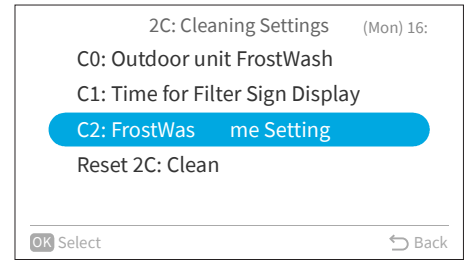 2C: Cleaning Settings (Mon) 16:
C0: Outdoor unit FrostWash
C1: Time for Filter Sign Display
C2: FrostWas me Setting
Reset 2C: Clean
OK Select Back